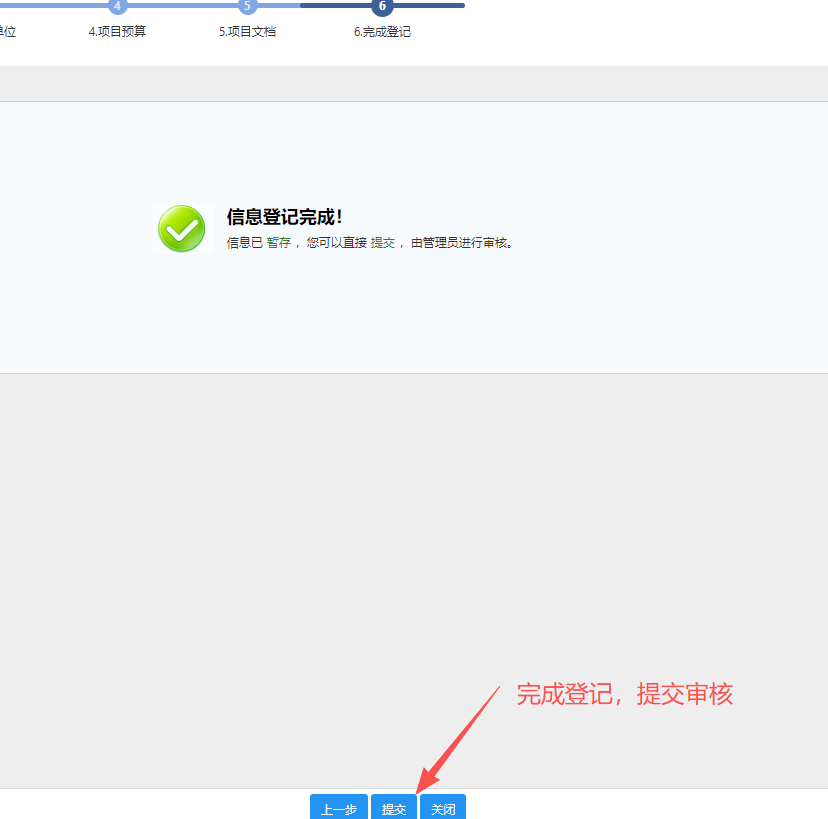 4 5 6
位 4.项目预算 5.项目文档 6.完成登记
信息登记完成！
信息已 暂存 ，您可以直接 提交 ，由管理员进行审核。
完成登记，提交审核
上一步 提交 关闭